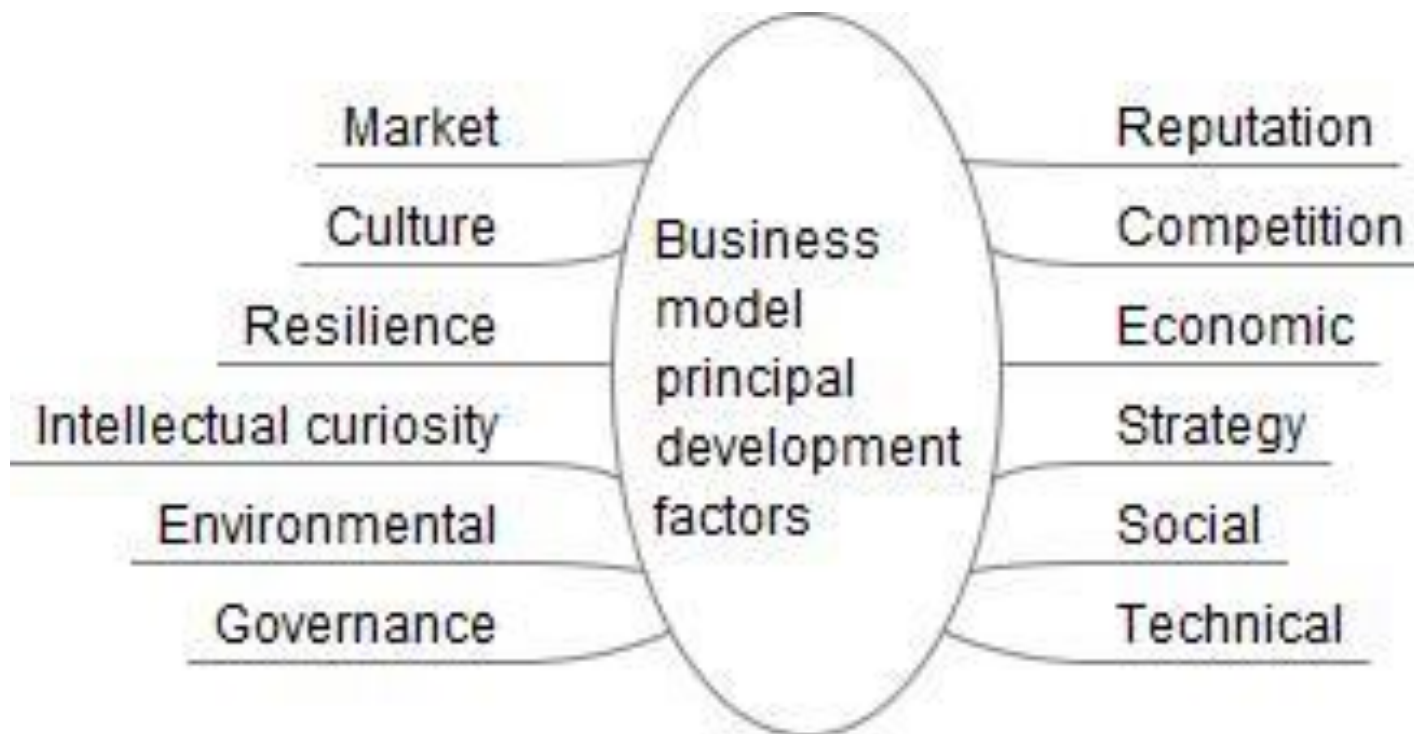 Market
Culture
Resilience
Intellectual curiosity
Environmental
Governance
Business
model
principal
development
factors
Reputation
Competition
Economic
Strategy
Social
Technical